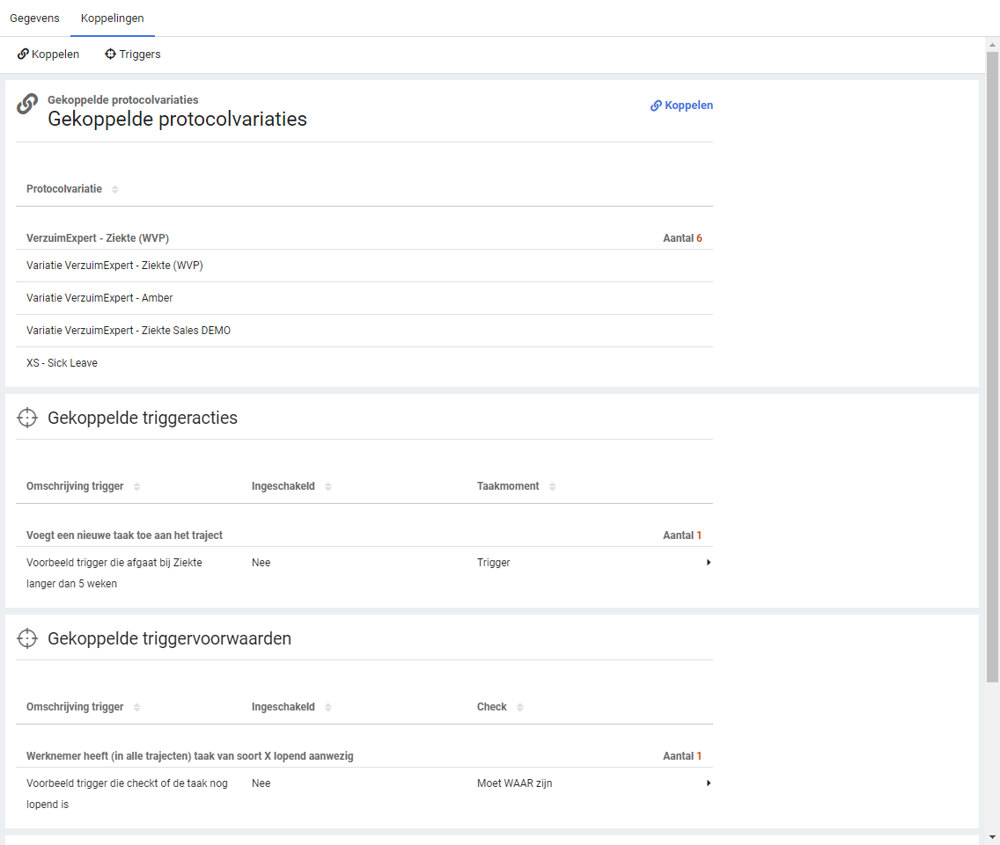 Gegevens Koppelingen
Koppelen Triggers
Gekoppelde protocolvariaties
Gekoppelde protocolvariaties Koppelen
Protocolvariatie
VerzuimExpert - Ziekte (WVP) Aantal 6
Variatie VerzuimExpert - Ziekte (WVP)
Variatie VerzuimExpert - Amber
Variatie VerzuimExpert - Ziekte Sales DEMO
XS - Sick Leave
Gekoppelde triggeracties
Omschrijving trigger Ingeschakeld Taakmoment
Voegt een nieuwe taak toe aan het traject Aantal 1
Voorbeeld trigger die afgaat bij Ziekte Nee Trigger
langer dan 5 weken
Gekoppelde triggervoorwaarden
Omschrijving trigger Ingeschakeld Check
Werknemer heeft (in alle trajecten) taak van soort X lopend aanwezig Aantal 1
Voorbeeld trigger die checkt of de taak nog Nee Moet WAAR zijn
lopend is